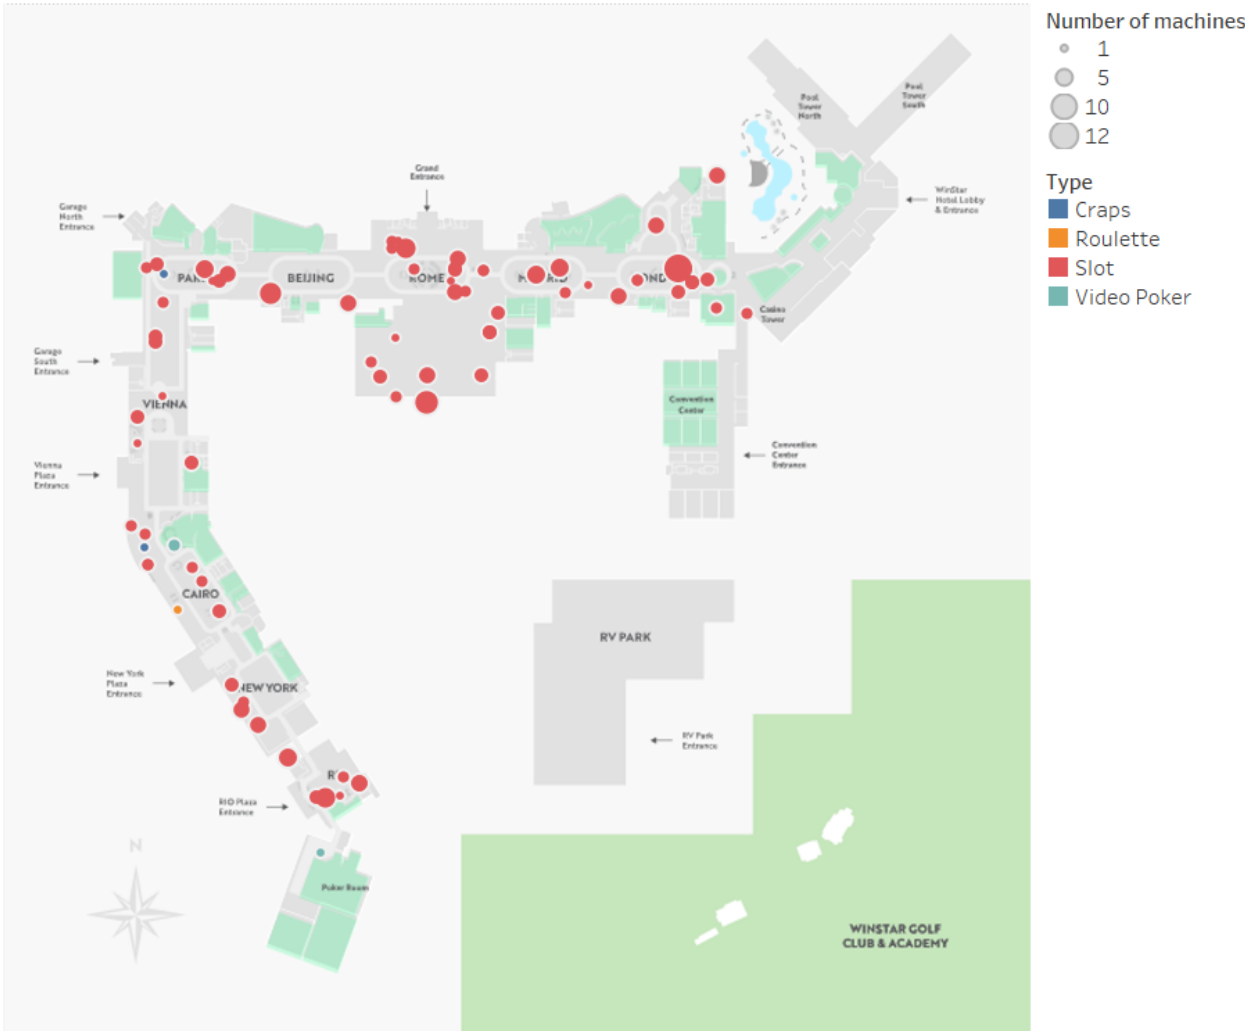 Number of machines
1
5
10
12
Type
Craps
Roulette
Slot
Video Poker
Pool
Tower
North
Pool
Tower
South
WinStar
Hotel Lobby
& Entrance
Grand
Entrance
Garage
North
Entrance
BEIJING
ROME
Casino
Tower
Garage
South
Entrance
VIENNA
Convention
Center
Convention
Center
Entrance
Vienna
Plaza
Entrance
CAIRO
RV PARK
New York
Plaza
Entrance
NEW YORK
RV Park
Entrance
RIO Plaza
Entrance
N
Poker Room
WINSTAR GOLF
CLUB & ACADEMY